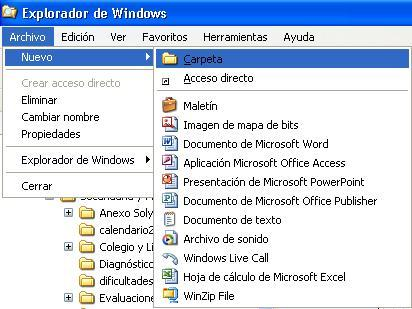 Explorador de Windows
Archivo Edición Ver Favoritos Herramientas Ayuda
Nuevo
Crear acceso directo
Eliminar
Cambiar nombre
Propiedades
Explorador de Windows
Cerrar
Carpeta
Acceso directo
Maletín
Imagen de mapa de bits
Documento de Microsoft Word
Aplicación Microsoft Office Access
Presentación de Microsoft PowerPoint
Documento de Microsoft Office Publisher
Documento de texto
Archivo de sonido
Windows Live Call
Hoja de cálculo de Microsoft Excel
WinZip File
Anexo Soly
calendario2
Colegio y Li
Diagnóstic
dificultades
Evaluacione